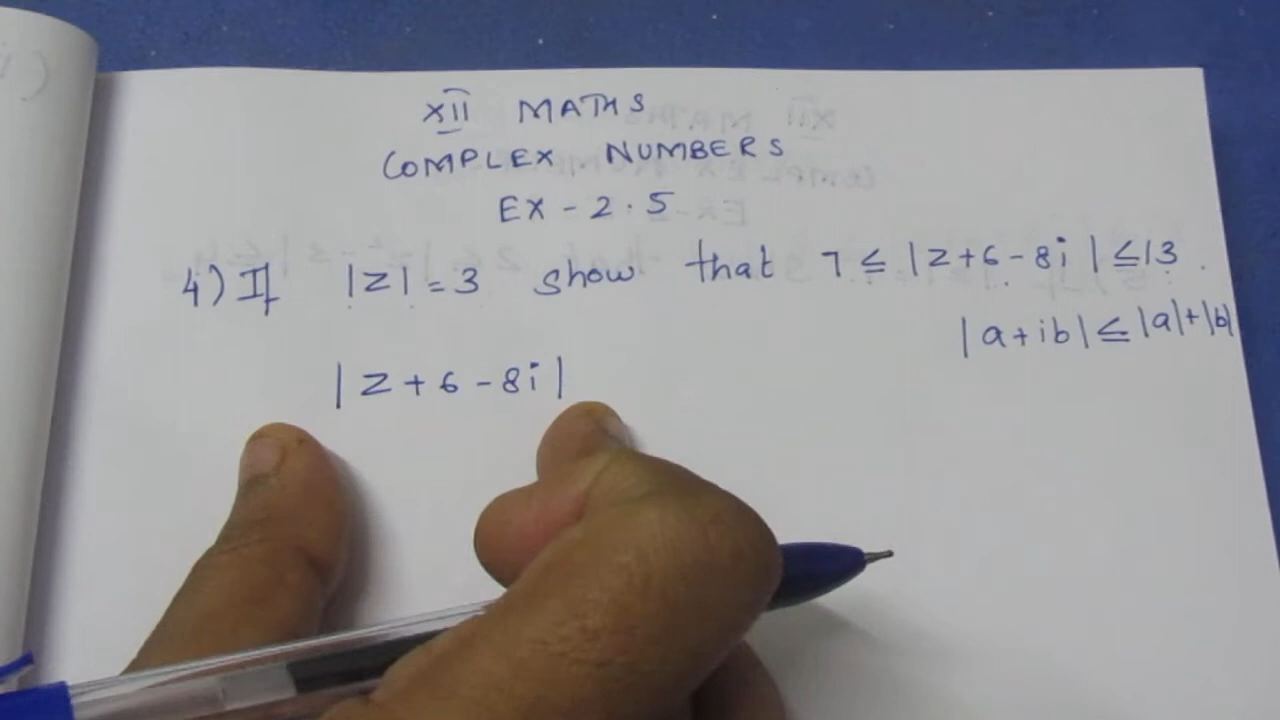 XII MATHS
COMPLEX NUMBERS
EX - 2.5
4) If |z| = 3 show that 7 ≤ |z+6-8i| ≤ 13.
|a+ib| ≤ |a|+|b|
|z+6-8i|